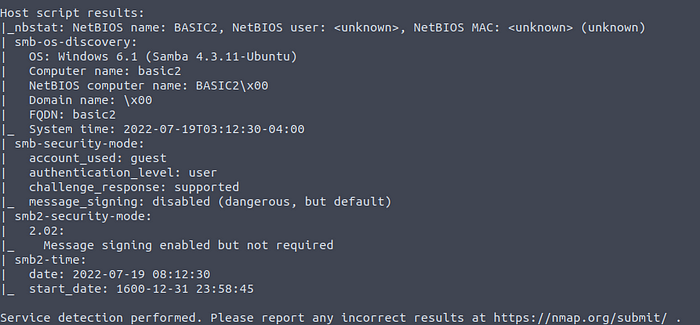 Host script results:
|_nbstat: NetBIOS name: BASIC2, NetBIOS user: <unknown>, NetBIOS MAC: <unknown> (unknown)
| smb-os-discovery:
|   OS: Windows 6.1 (Samba 4.3.11-Ubuntu)
|   Computer name: basic2
|   NetBIOS computer name: BASIC2\x00
|   Domain name: \x00
|   FQDN: basic2
|_  System time: 2022-07-19T03:12:30-04:00
| smb-security-mode:
|   account_used: guest
|   authentication_level: user
|   challenge_response: supported
|_  message_signing: disabled (dangerous, but default)
| smb2-security-mode:
|   2.02:
|_    Message signing enabled but not required
| smb2-time:
|   date: 2022-07-19 08:12:30
|_  start_date: 1600-12-31 23:58:45
Service detection performed. Please report any incorrect results at https://nmap.org/submit/ .